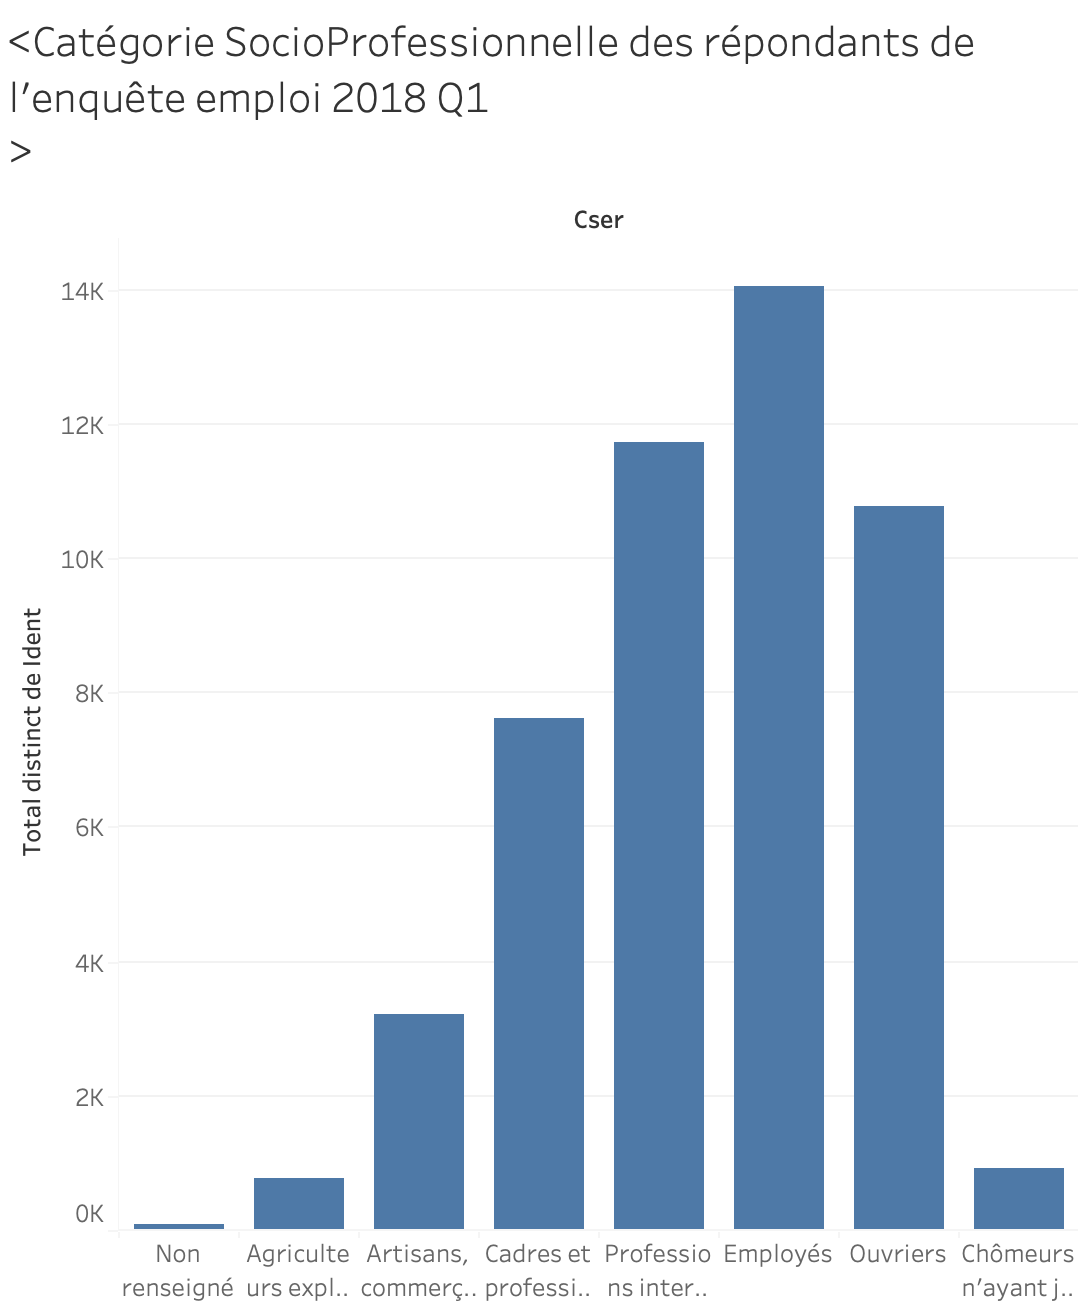 <Catégorie SocioProfessionnelle des répondants de
l'enquête emploi 2018 Q1
>
Cser
14K
12K
10K
8K
6K
4K
2K
0K
Total distinct de Ident
Non
renseigné
Agriculte
urs expl..
Artisans,
commerç..
Cadres et
professi..
Professio
ns inter..
Employés
Ouvriers
Chômeurs
n'ayant j..